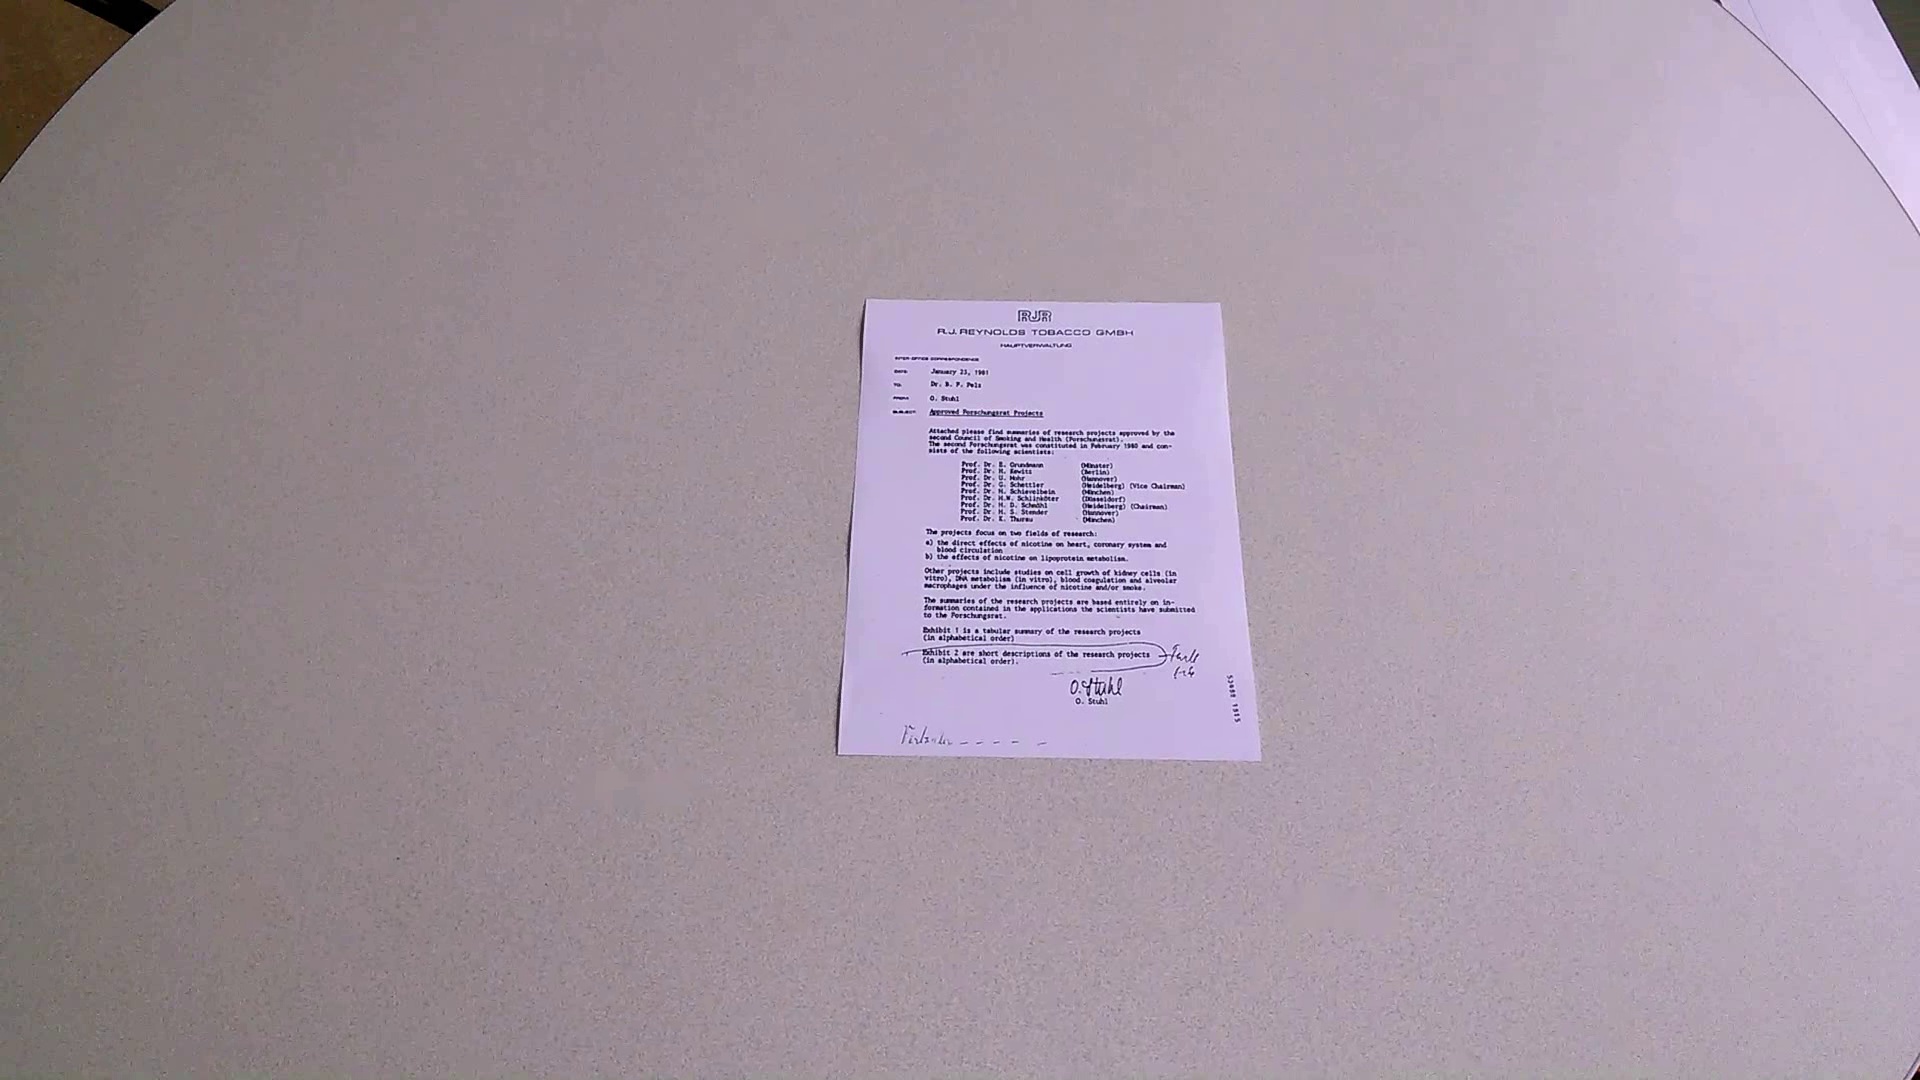 RJR
R.J. REYNOLDS TOBACCO GMBH
HAUPTVERWALTUNG
INTER-OFFICE CORRESPONDENCE
DATE: January 23, 1981
TO: Dr. B. F. Pelz
FROM: O. Stuhl
SUBJECT: Approved Forschungsrat Projects
Attached please find summaries of research projects approved by the
second Council of Smoking and Health (Forschungsrat).
The second Forschungsrat was constituted in February 1980 and con-
sists of the following scientists:
Prof. Dr. E. Grundmann (Münster)
Prof. Dr. H. Kewitz (Berlin)
Prof. Dr. U. Mohr (Hannover)
Prof. Dr. G. Schettler (Heidelberg) (Vice Chairman)
Prof. Dr. H. Schievelbein (München)
Prof. Dr. H.W. Schlipköter (Düsseldorf)
Prof. Dr. H. D. Schmähl (Heidelberg) (Chairman)
Prof. Dr. H. S. Stender (Hannover)
Prof. Dr. K. Thurau (München)
The projects focus on two fields of research:
a) the direct effects of nicotine on heart, coronary system and
blood circulation
b) the effects of nicotine on lipoprotein metabolism.
Other projects include studies on cell growth of kidney cells (in
vitro), DNA metabolism (in vitro), blood coagulation and alveolar
macrophages under the influence of nicotine and/or smoke.
The summaries of the research projects are based entirely on in-
formation contained in the applications the scientists have submitted
to the Forschungsrat.
Exhibit 1 is a tabular summary of the research projects
(in alphabetical order)
Exhibit 2 are short descriptions of the research projects
(in alphabetical order).
O. Stuhl
O. Stuhl